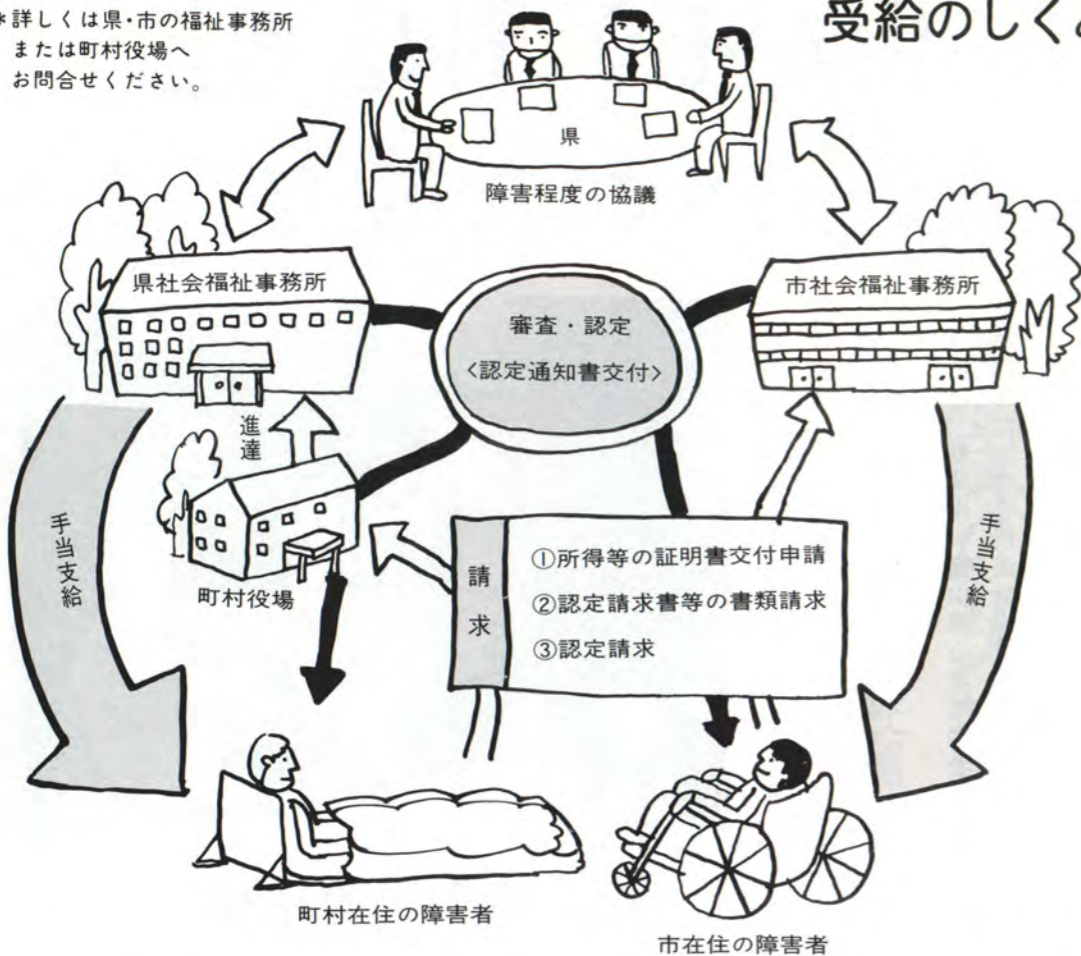 *詳しくは県・市の福祉事務所
または町村役場へ
お問合せください。
受給のしくみ
県
障害程度の協議
県社会福祉事務所
市社会福祉事務所
審査・認定
〈認定通知書交付〉
進達
町村役場
手当支給
手当支給
請求
①所得等の証明書交付申請
②認定請求書等の書類請求
③認定請求
町村在住の障害者
市在住の障害者